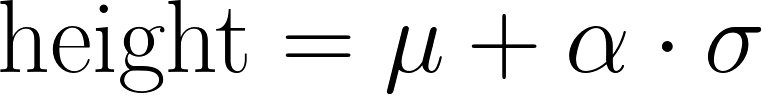 height = μ + α · σ